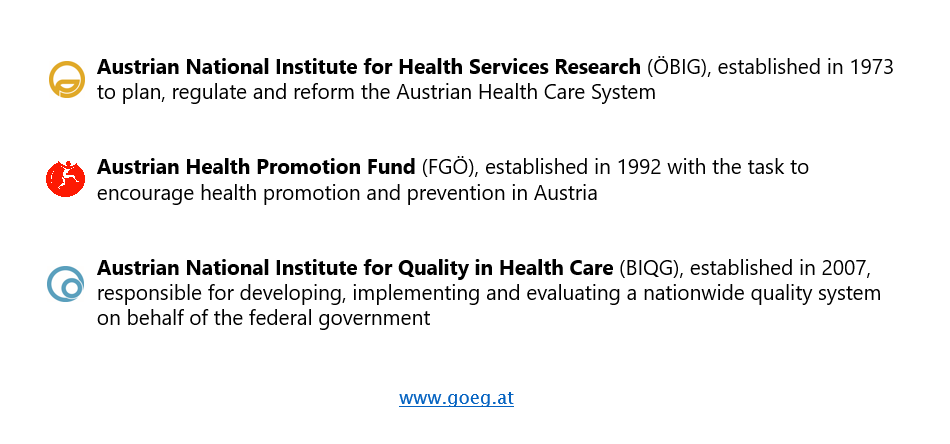 Austrian National Institute for Health Services Research (ÖBIG), established in 1973
to plan, regulate and reform the Austrian Health Care System
Austrian Health Promotion Fund (FGÖ), established in 1992 with the task to
encourage health promotion and prevention in Austria
Austrian National Institute for Quality in Health Care (BIQG), established in 2007,
responsible for developing, implementing and evaluating a nationwide quality system
on behalf of the federal government
www.goeg.at